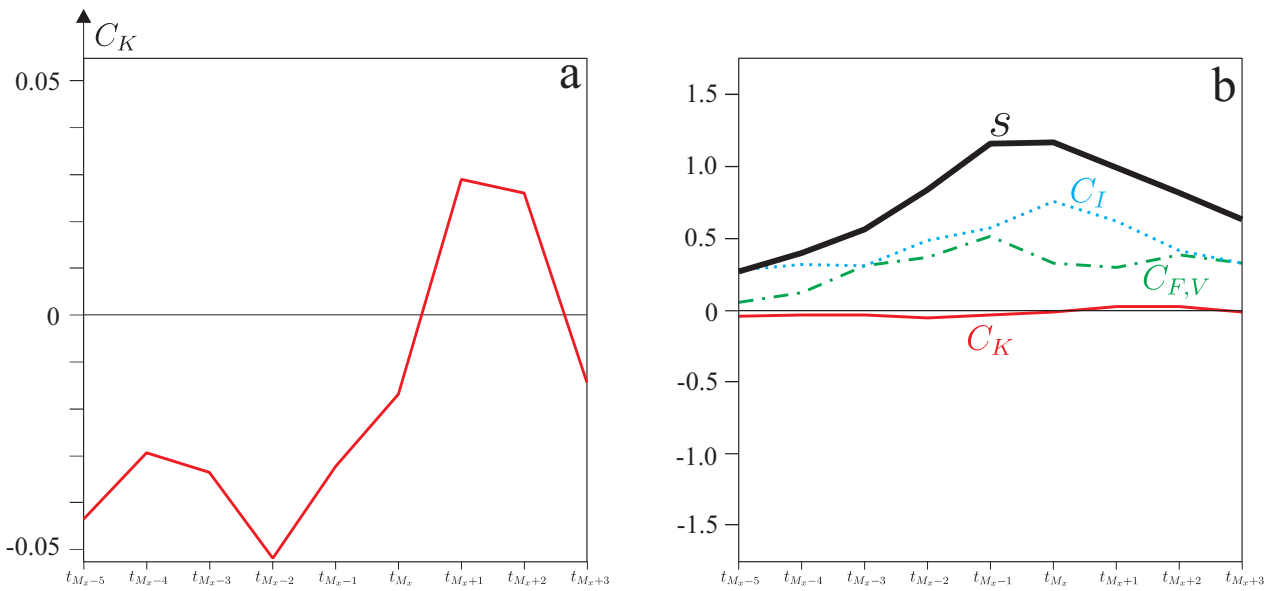 C_K
a
0.05
0
-0.05
t_{M_x-5} t_{M_x-4} t_{M_x-3} t_{M_x-2} t_{M_x-1} t_{M_x} t_{M_x+1} t_{M_x+2} t_{M_x+3}
b
1.5
s
1.0
C_I
0.5
C_{F,V}
0
C_K
-0.5
-1.0
-1.5
t_{M_x-5} t_{M_x-4} t_{M_x-3} t_{M_x-2} t_{M_x-1} t_{M_x} t_{M_x+1} t_{M_x+2} t_{M_x+3}